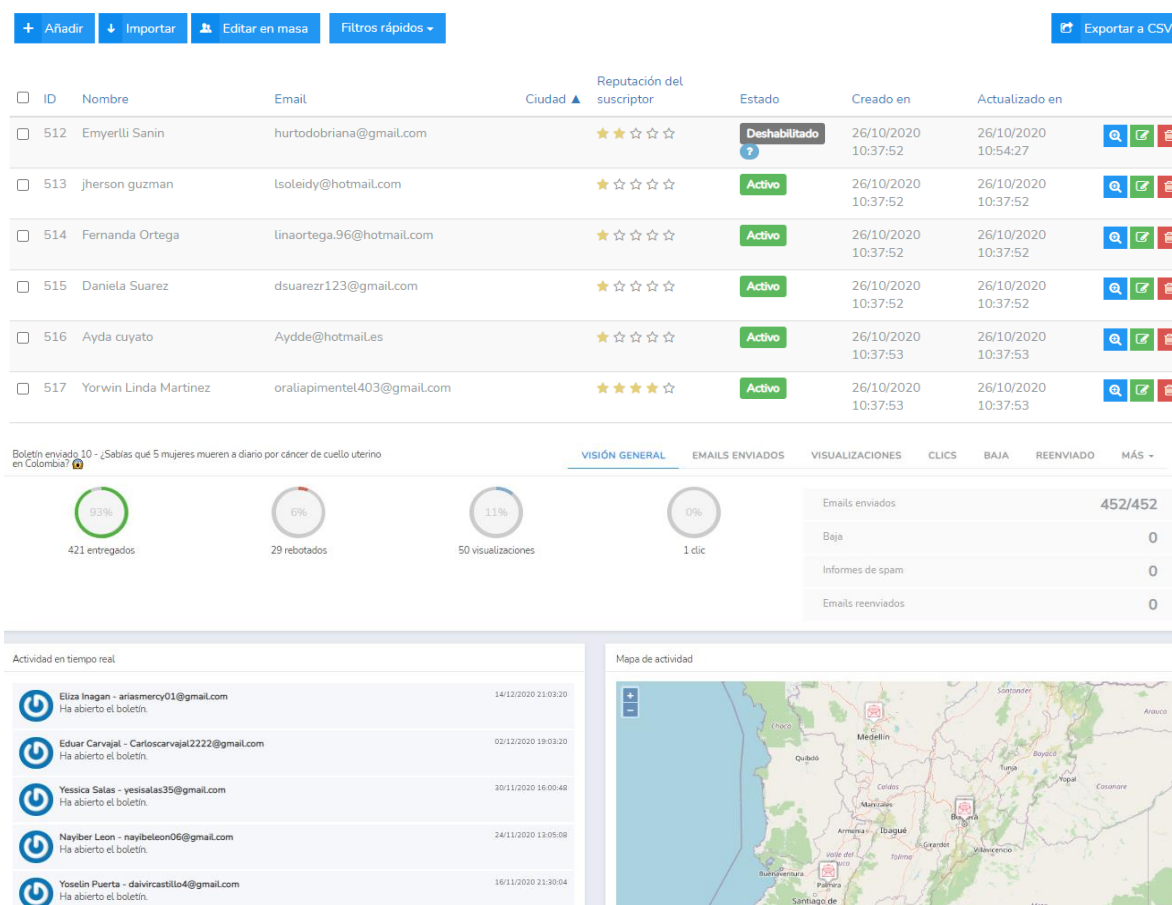 Añadir Importar Editar en masa Filtros rápidos Exportar a CSV
Reputación del
ID Nombre Email Ciudad ▲ suscriptor Estado Creado en Actualizado en
512 Emyerlli Sanin hurtodobriana@gmail.com Deshabilitado 26/10/2020 26/10/2020
? 10:37:52 10:54:27
513 jherson guzman lsoleidy@hotmail.com Activo 26/10/2020 26/10/2020
10:37:52 10:37:52
514 Fernanda Ortega linaortega.96@hotmail.com Activo 26/10/2020 26/10/2020
10:37:52 10:37:52
515 Daniela Suarez dsuarezr123@gmail.com Activo 26/10/2020 26/10/2020
10:37:52 10:37:52
516 Ayda cuyato Aydde@hotmail.es Activo 26/10/2020 26/10/2020
10:37:53 10:37:53
517 Yorwin Linda Martinez oraliapimentel403@gmail.com Activo 26/10/2020 26/10/2020
10:37:53 10:37:53
Boletín enviado 10 - ¿Sabías qué 5 mujeres mueren a diario por cáncer de cuello uterino
en Colombia? 😱
VISIÓN GENERAL EMAILS ENVIADOS VISUALIZACIONES CLICS BAJA REENVIADO MÁS
93% 6% 11% 0%
421 entregados 29 rebotados 50 visualizaciones 1 clic
Emails enviados 452/452
Baja 0
Informes de spam 0
Emails reenviados 0
Actividad en tiempo real
Eliza Inagan - ariasmercy01@gmail.com 14/12/2020 21:03:20
Ha abierto el boletín.
Eduar Carvajal - Carloscarvajal2222@gmail.com 02/12/2020 19:03:20
Ha abierto el boletín.
Yessica Salas - yesisalas35@gmail.com 30/11/2020 16:00:48
Ha abierto el boletín.
Nayiber Leon - nayibeleon06@gmail.com 24/11/2020 13:05:08
Ha abierto el boletín.
Yoselin Puerta - daivircastillo4@gmail.com 16/11/2020 21:30:04
Ha abierto el boletín.
Mapa de actividad
+
−
Santander
Arauca
Chocó
Medellín
Quibdó
Boyacá
Tunja
Yopal
Caldas
Casanare
Manizales
Armenia
Ibagué
Girardot
Villavicencio
Valle del
Tolima
Buenaventura
Palmira
Santiago de